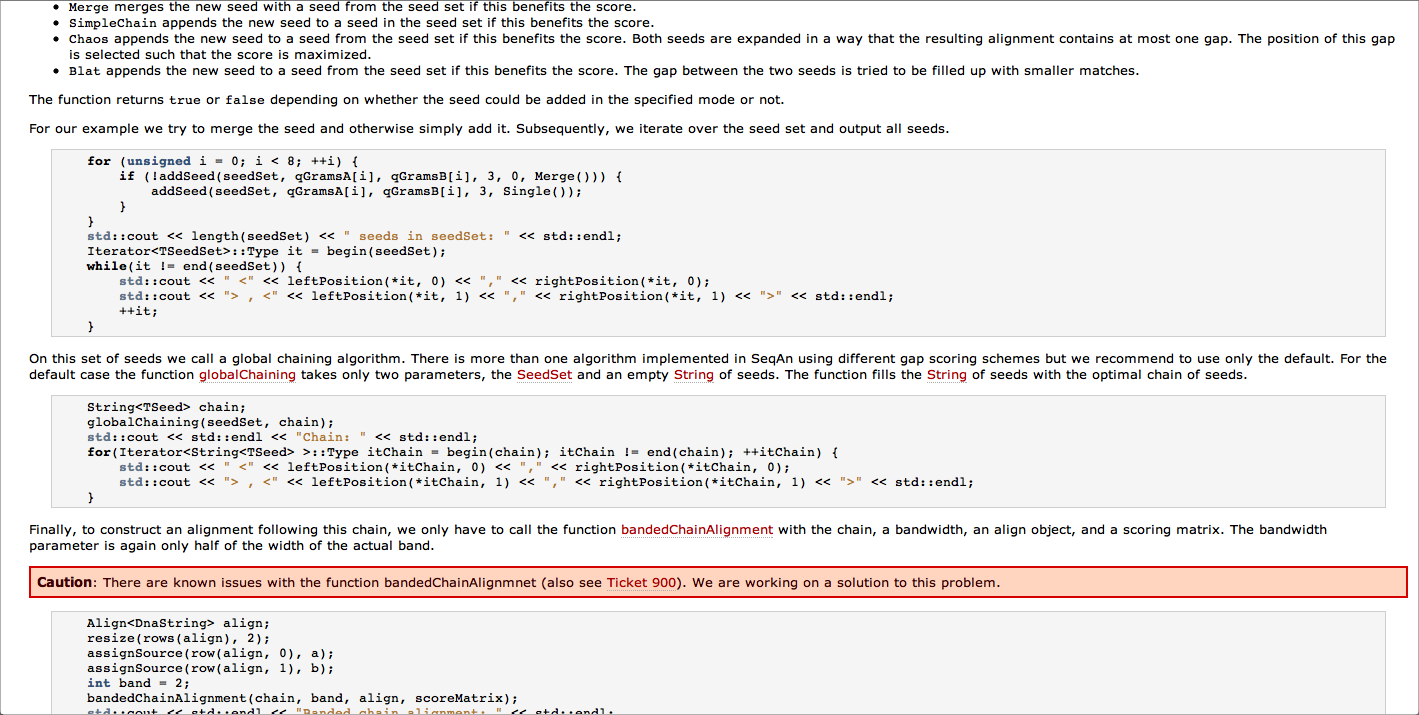 • Merge merges the new seed with a seed from the seed set if this benefits the score.
• SimpleChain appends the new seed to a seed in the seed set if this benefits the score.
• Chaos appends the new seed to a seed from the seed set if this benefits the score. Both seeds are expanded in a way that the resulting alignment contains at most one gap. The position of this gap
is selected such that the score is maximized.
• Blat appends the new seed to a seed from the seed set if this benefits the score. The gap between the two seeds is tried to be filled up with smaller matches.
The function returns true or false depending on whether the seed could be added in the specified mode or not.
For our example we try to merge the seed and otherwise simply add it. Subsequently, we iterate over the seed set and output all seeds.
for (unsigned i = 0; i < 8; ++i) {
    if (!addSeed(seedSet, qGramsA[i], qGramsB[i], 3, 0, Merge())) {
        addSeed(seedSet, qGramsA[i], qGramsB[i], 3, Single());
    }
}
std::cout << length(seedSet) << " seeds in seedSet: " << std::endl;
Iterator<TSeedSet>::Type it = begin(seedSet);
while(it != end(seedSet)) {
    std::cout << " <" << leftPosition(*it, 0) << "," << rightPosition(*it, 0);
    std::cout << "> , <" << leftPosition(*it, 1) << "," << rightPosition(*it, 1) << ">" << std::endl;
    ++it;
}
On this set of seeds we call a global chaining algorithm. There is more than one algorithm implemented in SeqAn using different gap scoring schemes but we recommend to use only the default. For the
default case the function globalChaining takes only two parameters, the SeedSet and an empty String of seeds. The function fills the String of seeds with the optimal chain of seeds.
String<TSeed> chain;
globalChaining(seedSet, chain);
std::cout << std::endl << "Chain: " << std::endl;
for(Iterator<String<TSeed> >::Type itChain = begin(chain); itChain != end(chain); ++itChain) {
    std::cout << " <" << leftPosition(*itChain, 0) << "," << rightPosition(*itChain, 0);
    std::cout << "> , <" << leftPosition(*itChain, 1) << "," << rightPosition(*itChain, 1) << ">" << std::endl;
}
Finally, to construct an alignment following this chain, we only have to call the function bandedChainAlignment with the chain, a bandwidth, an align object, and a scoring matrix. The bandwidth
parameter is again only half of the width of the actual band.
Caution: There are known issues with the function bandedChainAlignmnet (also see Ticket 900). We are working on a solution to this problem.
Align<DnaString> align;
resize(rows(align), 2);
assignSource(row(align, 0), a);
assignSource(row(align, 1), b);
int band = 2;
bandedChainAlignment(chain, band, align, scoreMatrix);
std::cout << std::endl << "Banded chain alignment: " << std::endl;